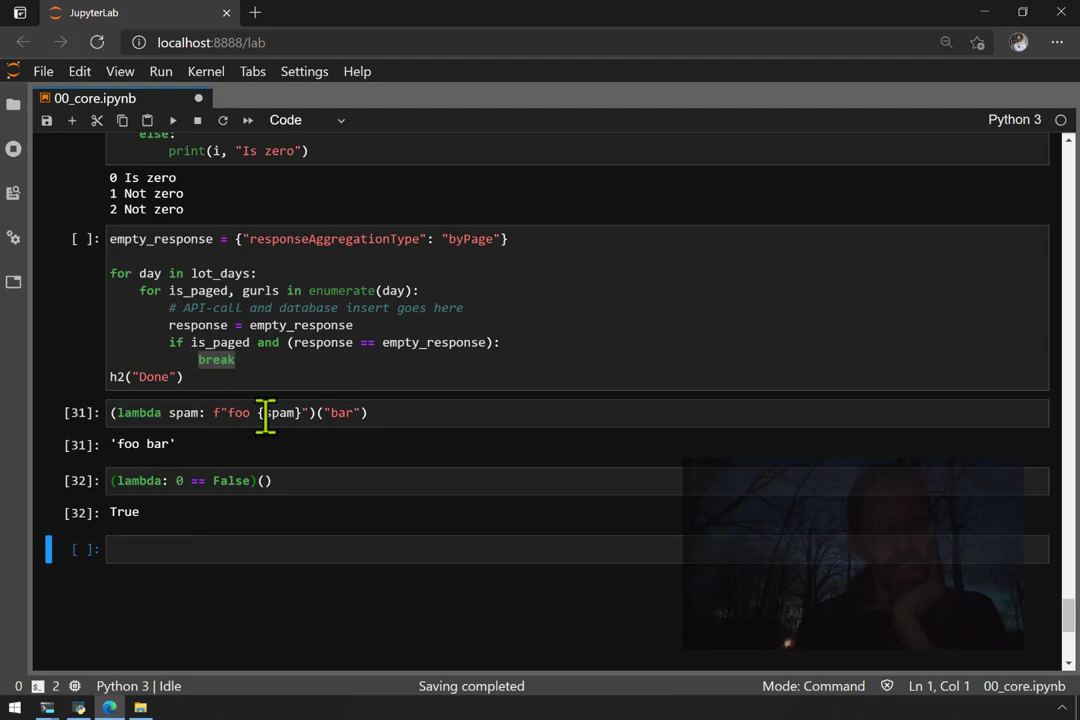 JupyterLab
localhost:8888/lab
File Edit View Run Kernel Tabs Settings Help
00_core.ipynb
Code
Python 3
else:
print(i, "Is zero")
0 Is zero
1 Not zero
2 Not zero
[ ]: empty_response = {"responseAggregationType": "byPage"}
for day in lot_days:
for is_paged, gurls in enumerate(day):
# API-call and database insert goes here
response = empty_response
if is_paged and (response == empty_response):
break
h2("Done")
[31]: (lambda spam: f"foo {spam}")("bar")
[31]: 'foo bar'
[32]: (lambda: 0 == False)()
[32]: True
[ ]:
0 2 Python 3 | Idle Saving completed Mode: Command Ln 1, Col 1 00_core.ipynb